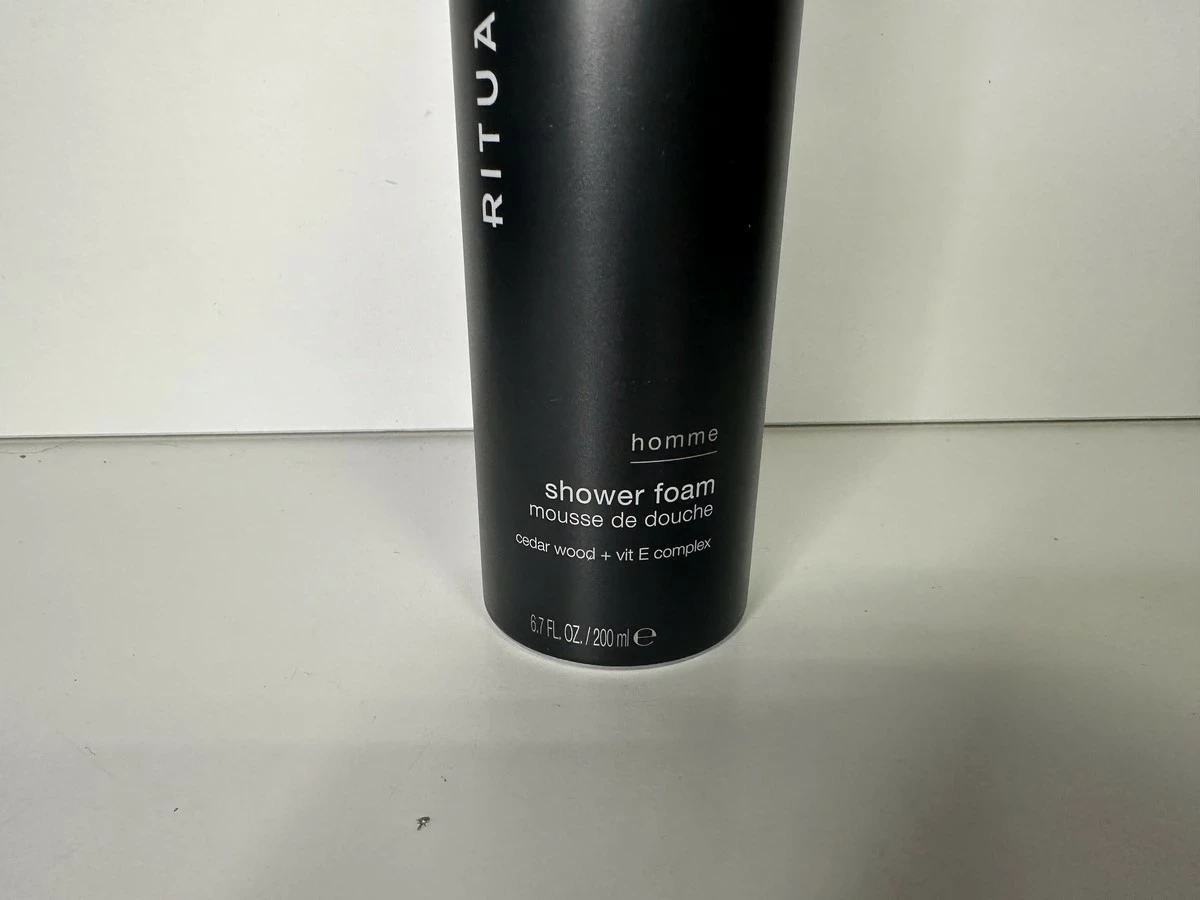 RITUA
homme
shower foam
mousse de douche
cedar wood + vit E complex
6.7 FL. OZ. / 200 ml ℮